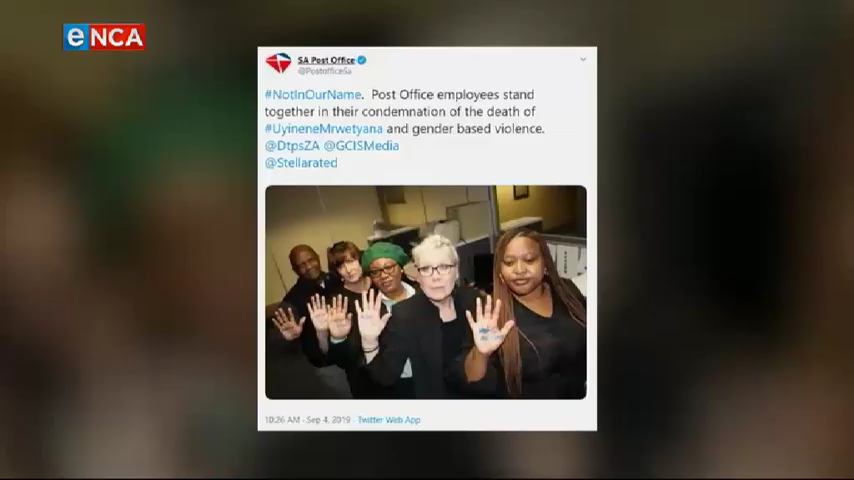 eNCA
SA Post Office
@PostofficeSa
#NotInOurName. Post Office employees stand
together in their condemnation of the death of
#UyineneMrwetyana and gender based violence.
@DtpsZA @GCISMedia
@Stellarated
10:26 AM - Sep 4, 2019 - Twitter Web App